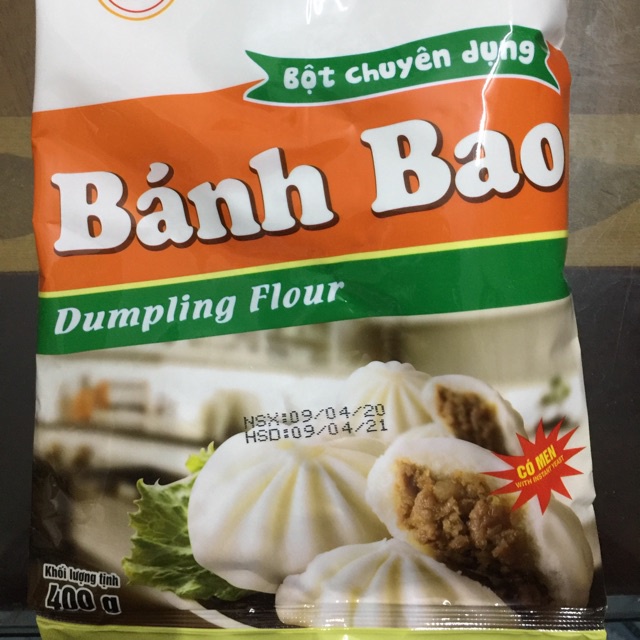 Bột chuyên dụng
Bánh Bao
Dumpling Flour
NSX:09/04/20
HSD:09/04/21
CÓ MEN
WITH INSTANT YEAST
Khối lượng tịnh
400 g